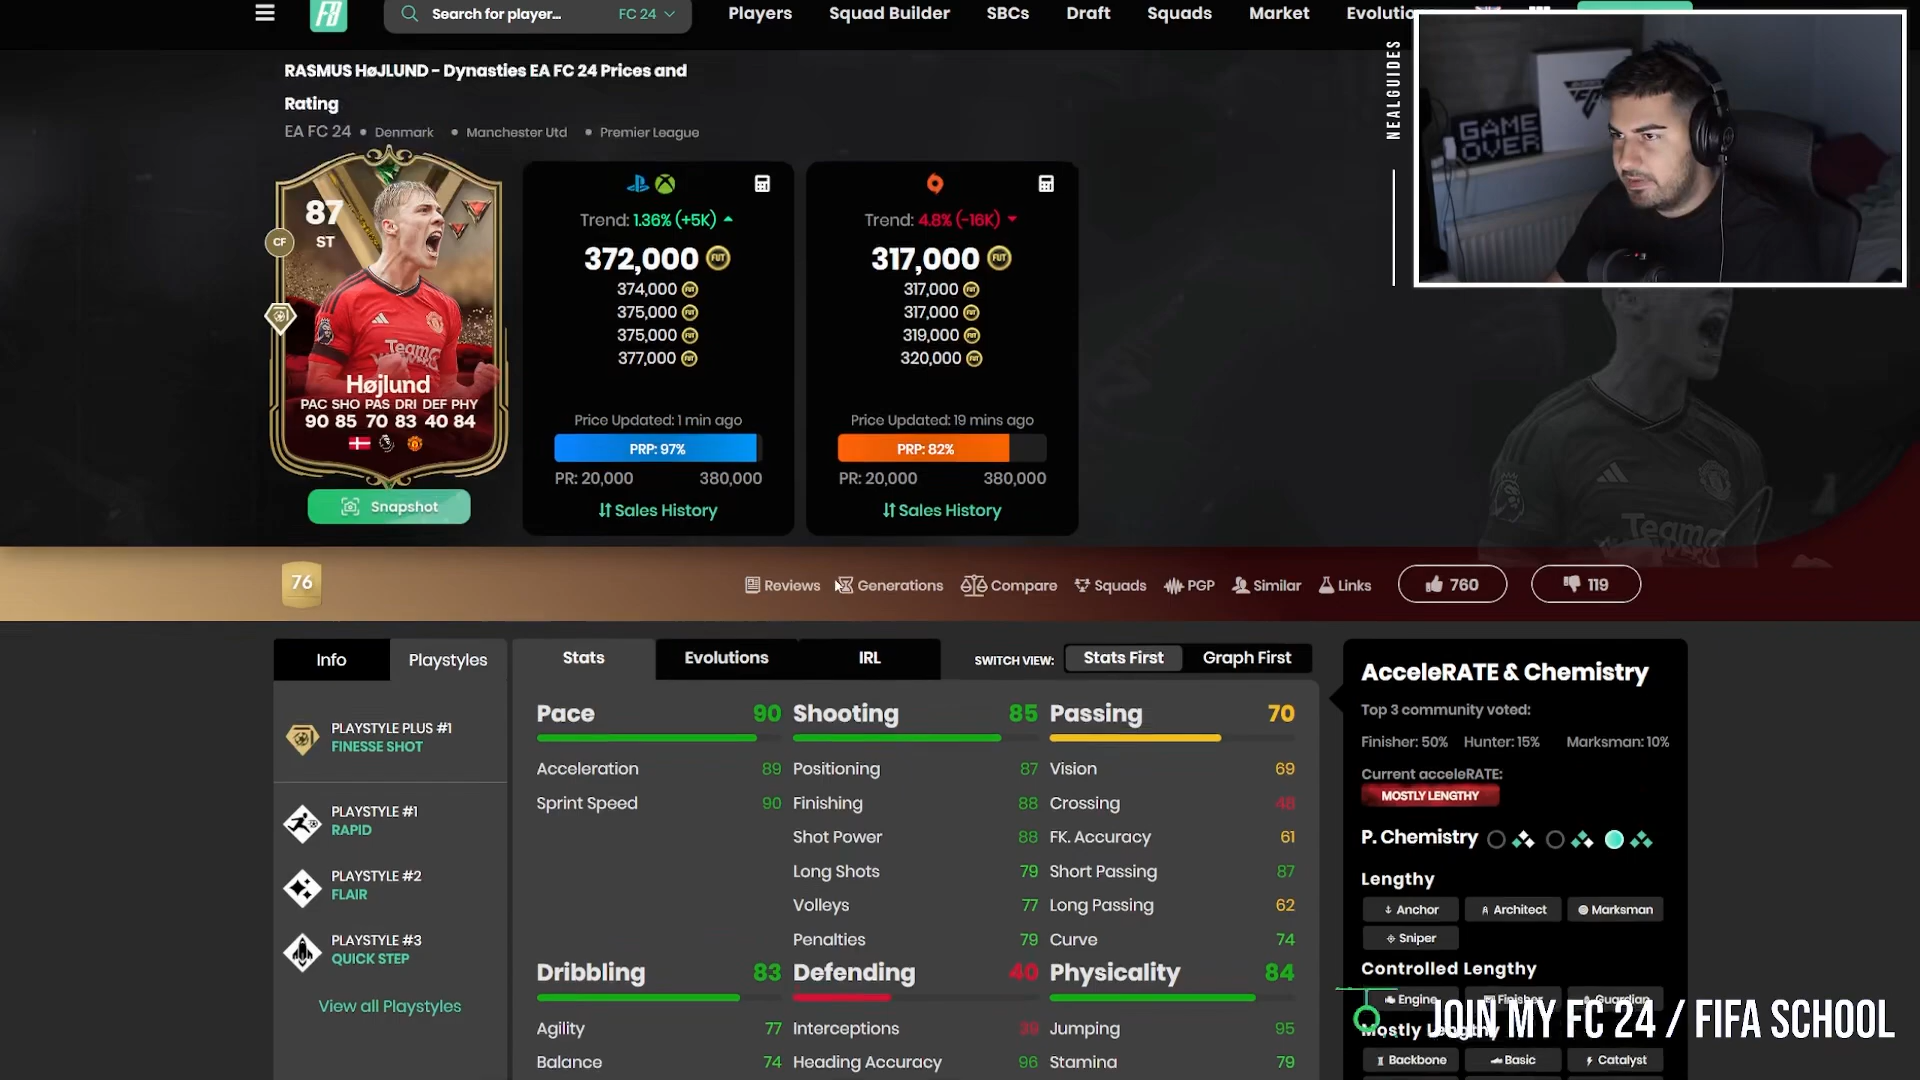 Search for player...
FC 24
Players
Squad Builder
SBCs
Draft
Squads
Market
NEALGUIDES
GAME
OVER
RASMUS HøJLUND - Dynasties EA FC 24 Prices and
Rating
EA FC 24 • Denmark • Manchester Utd • Premier League
87
ST
CF
Højlund
PAC SHO PAS DRI DEF PHY
90 85 70 83 40 84
Snapshot
Trend: 1.36% (+5K)
372,000
374,000
375,000
375,000
377,000
Price Updated: 1 min ago
PRP: 97%
PR: 20,000 380,000
Sales History
Trend: 4.8% (-16K)
317,000
317,000
317,000
319,000
320,000
Price Updated: 19 mins ago
PRP: 82%
PR: 20,000 380,000
Sales History
76
Reviews
Generations
Compare
Squads
PGP
Similar
Links
760
119
Info
Playstyles
PLAYSTYLE PLUS #1
FINESSE SHOT
PLAYSTYLE #1
RAPID
PLAYSTYLE #2
FLAIR
PLAYSTYLE #3
QUICK STEP
View all Playstyles
Stats
Evolutions
IRL
SWITCH VIEW:
Stats First
Graph First
Pace 90
Acceleration 89
Sprint Speed 90
Shooting 85
Positioning 87
Finishing 88
Shot Power 88
Long Shots 79
Volleys 77
Penalties 79
Passing 70
Vision 69
Crossing 48
FK. Accuracy 61
Short Passing 87
Long Passing 62
Curve 74
Dribbling 83
Agility 77
Balance 74
Defending 40
Interceptions 39
Heading Accuracy 96
Physicality 84
Jumping 95
Stamina 79
AcceleRATE & Chemistry
Top 3 community voted:
Finisher: 50% Hunter: 15% Marksman: 10%
Current acceleRATE:
MOSTLY LENGTHY
P. Chemistry
Lengthy
Anchor
Architect
Marksman
Sniper
Controlled Lengthy
Engine
Finisher
Guardian
Mostly Lengthy
JOIN MY FC 24 / FIFA SCHOOL
Backbone
Basic
Catalyst